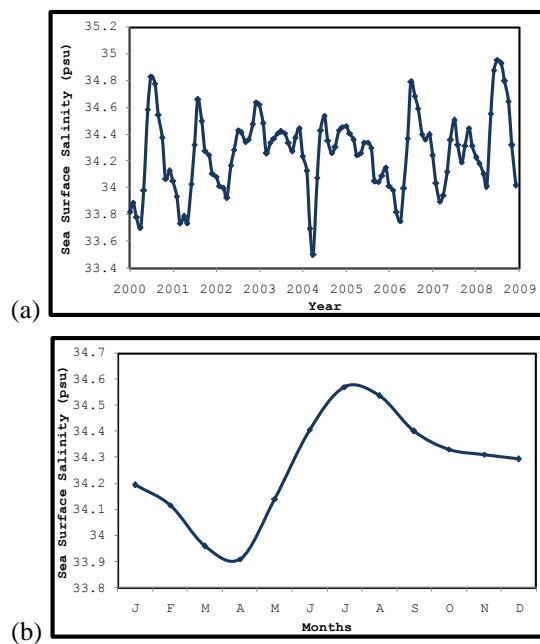 35.2
35
34.8
34.6
34.4
34.2
34
33.8
33.6
33.4
Sea Surface Salinity (psu)
2000 2001 2002 2003 2004 2005 2006 2007 2008 2009
Year
(a)
34.7
34.6
34.5
34.4
34.3
34.2
34.1
34
33.9
33.8
Sea Surface Salinity (psu)
J F M A M J J A S O N D
Months
(b)